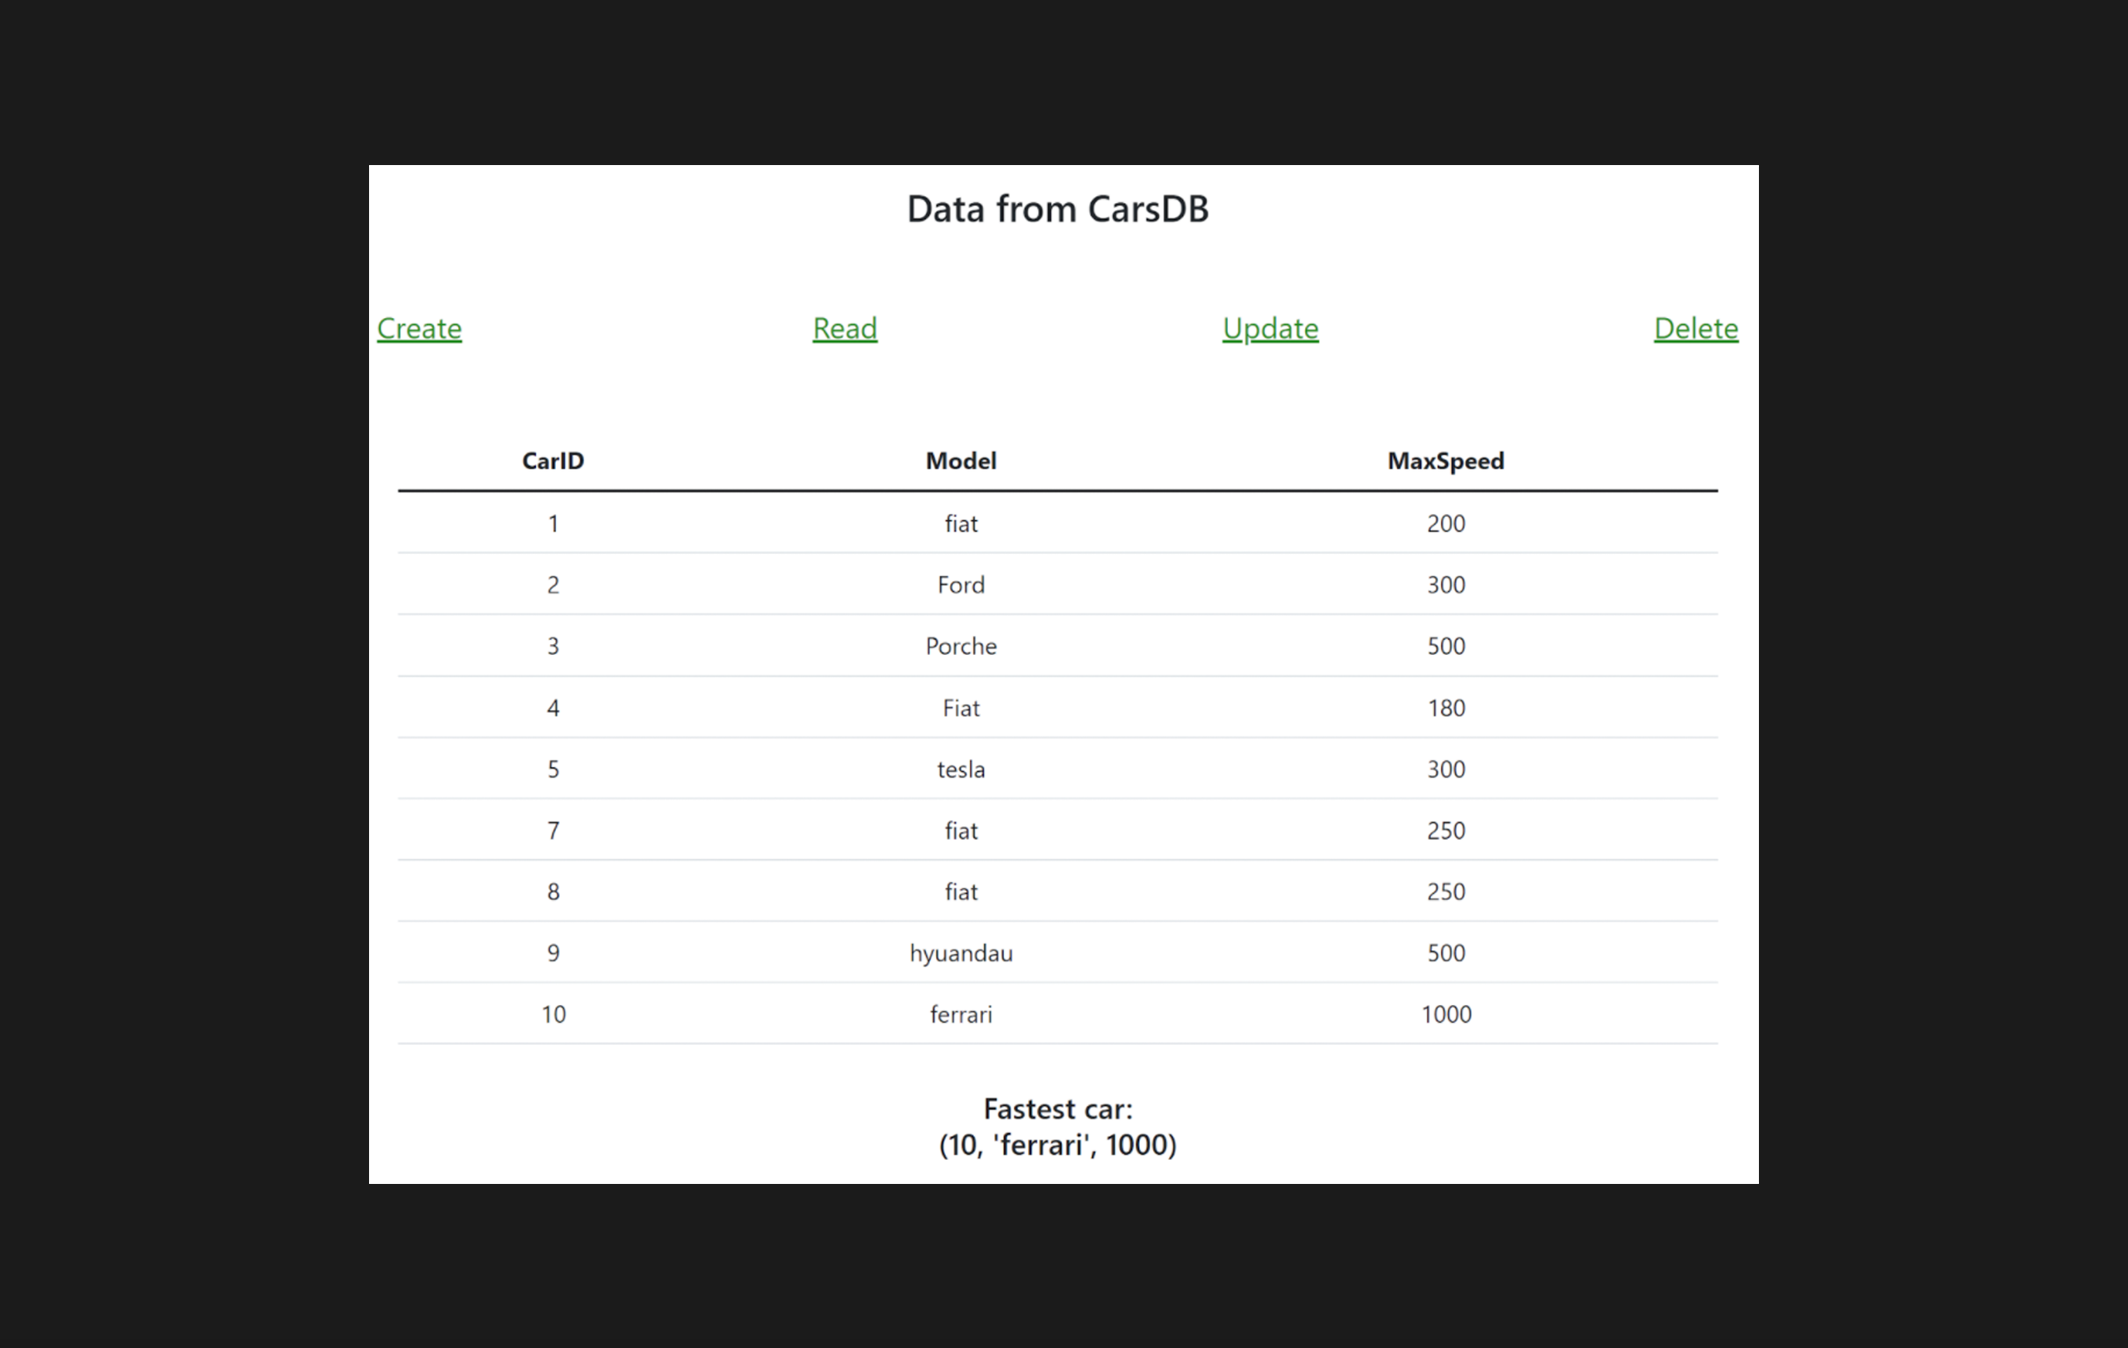 Data from CarsDB
Create Read Update Delete
CarID Model MaxSpeed
1 fiat 200
2 Ford 300
3 Porche 500
4 Fiat 180
5 tesla 300
7 fiat 250
8 fiat 250
9 hyuandau 500
10 ferrari 1000
Fastest car:
(10, 'ferrari', 1000)